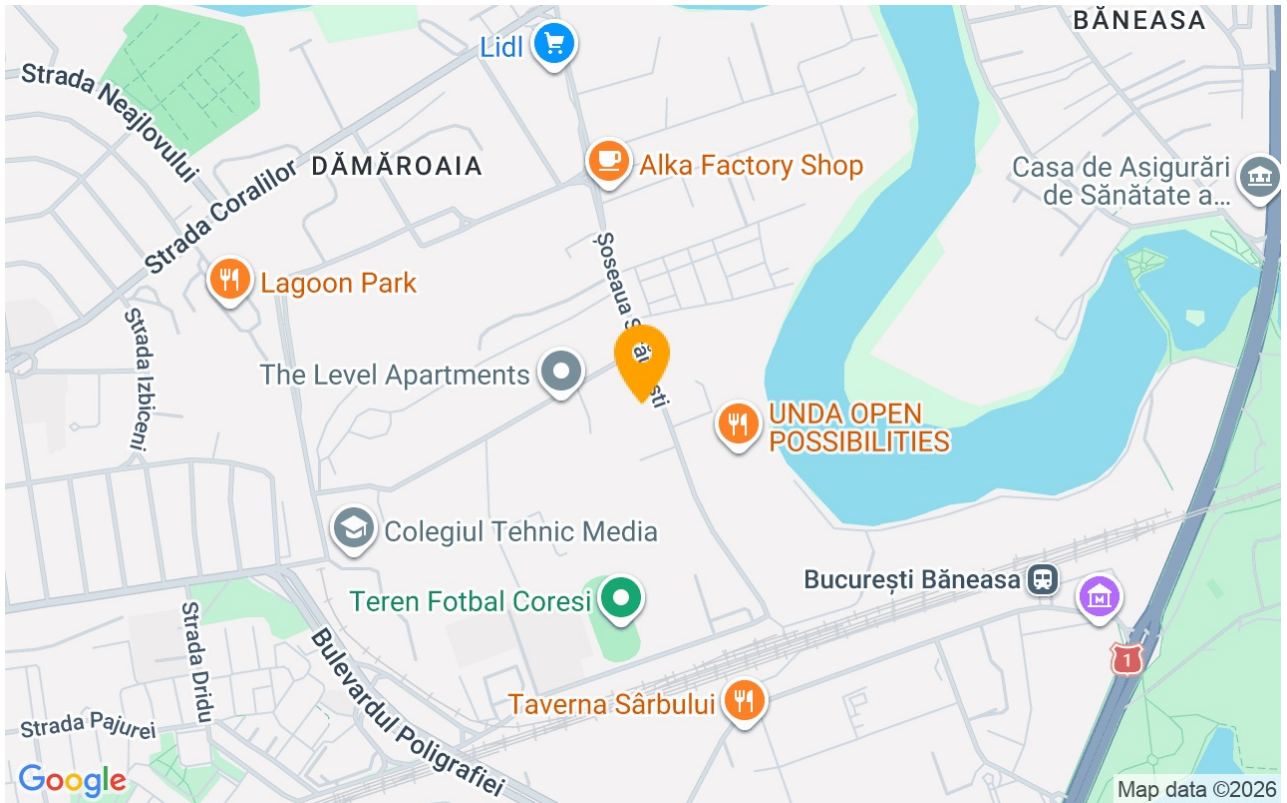 BĂNEASA
Lidl
Strada Neajlovului
DĂMĂROAIA
Alka Factory Shop
Casa de Asigurări
de Sănătate a...
Strada Coralilor
Lagoon Park
Șoseaua
Strada Izbiceni
The Level Apartments
UNDA OPEN
POSSIBILITIES
Colegiul Tehnic Media
București Băneasa
Teren Fotbal Coresi
M
1
Strada Dridu
Bulevardul Poligrafiei
Taverna Sârbului
Strada Pajurei
Google
Map data ©2026